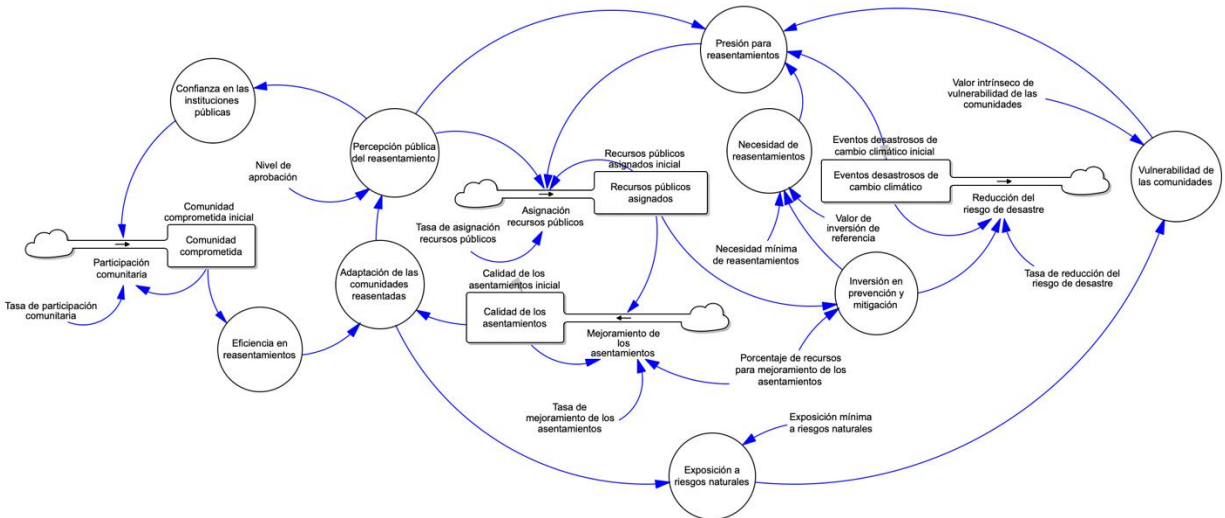 Presión para
reasentamientos
Confianza en las
instituciones
públicas
Valor intrínseco de
vulnerabilidad de las
comunidades
Percepción pública
del reasentamiento
Necesidad de
reasentamientos
Eventos desastrosos de
cambio climático inicial
Eventos desastrosos de
cambio climático
Vulnerabilidad de
las comunidades
Recursos públicos
asignados inicial
Recursos públicos
asignados
Nivel de
aprobación
Asignación
recursos públicos
Reducción del
riesgo de desastre
Comunidad
comprometida inicial
Comunidad
comprometida
Valor de
inversión de
referencia
Tasa de asignación
recursos públicos
Necesidad mínima
de reasentamientos
Participación
comunitaria
Adaptación de las
comunidades
reasentadas
Calidad de los
asentamientos inicial
Calidad de los
asentamientos
Inversión en
prevención y
mitigación
Tasa de reducción del
riesgo de desastre
Tasa de participación
comunitaria
Mejoramiento de
los
asentamientos
Eficiencia en
reasentamientos
Porcentaje de recursos
para mejoramiento de los
asentamientos
Tasa de
mejoramiento de los
asentamientos
Exposición mínima
a riesgos naturales
Exposición a
riesgos naturales